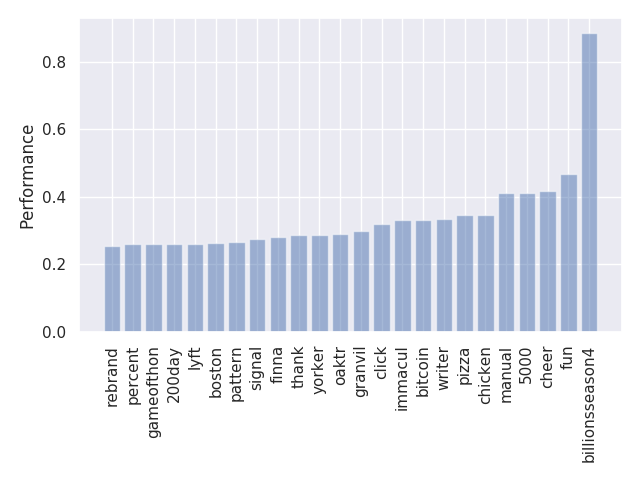 0.8
0.6
0.4
0.2
0.0
Performance
rebrand
percent
gameofthon
200day
lyft
boston
pattern
signal
finna
thank
yorker
oaktr
granvil
click
immacul
bitcoin
writer
pizza
chicken
manual
5000
cheer
fun
billionsseason4